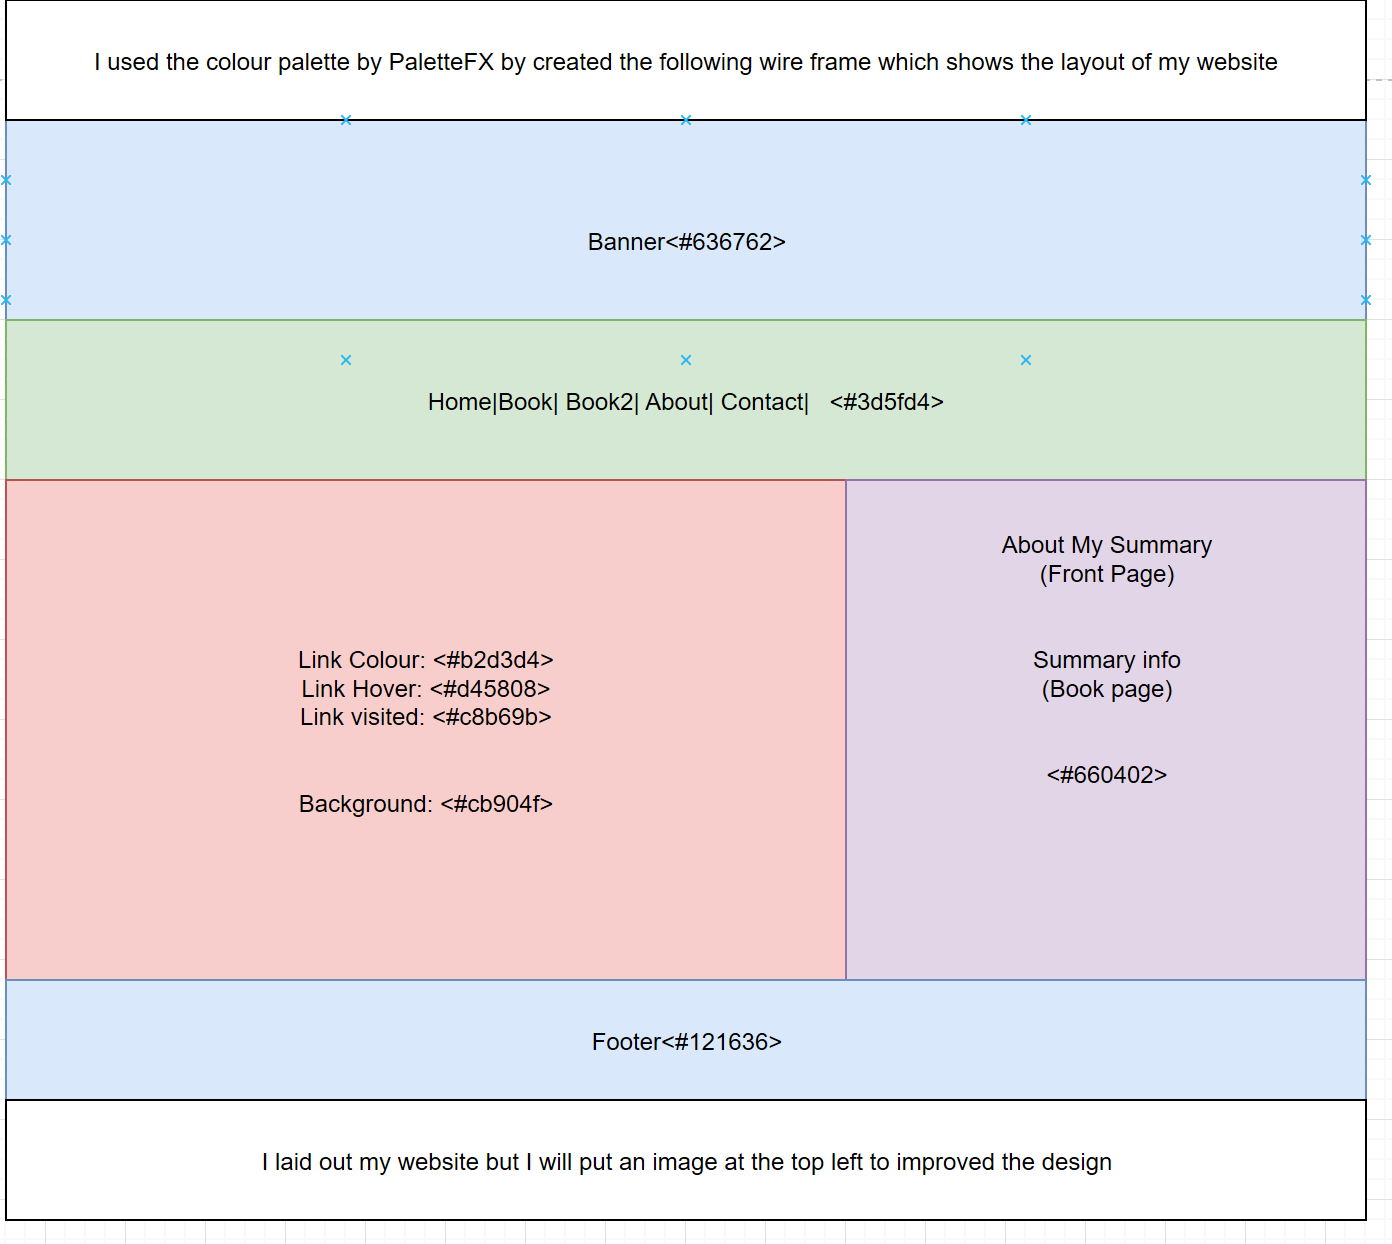 I used the colour palette by PaletteFX by created the following wire frame which shows the layout of my website
Banner<#636762>
Home|Book| Book2| About| Contact|   <#3d5fd4>
Link Colour: <#b2d3d4>
Link Hover: <#d45808>
Link visited: <#c8b69b>
Background: <#cb904f>
About My Summary
(Front Page)
Summary info
(Book page)
<#660402>
Footer<#121636>
I laid out my website but I will put an image at the top left to improved the design